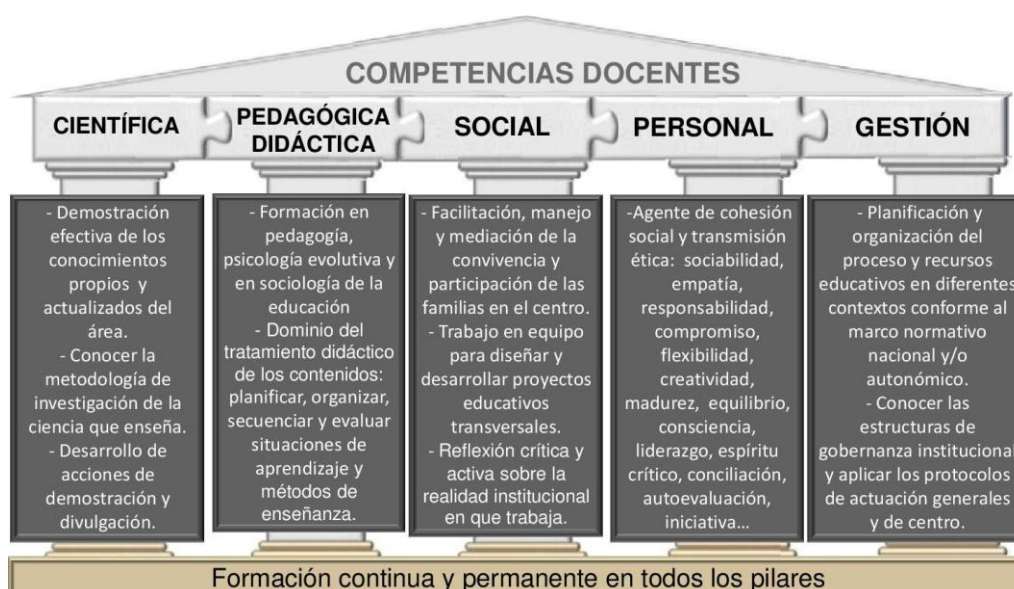 COMPETENCIAS DOCENTES
CIENTÍFICA
PEDAGÓGICA
DIDÁCTICA
SOCIAL
PERSONAL
GESTIÓN
- Demostración
efectiva de los
conocimientos
propios y
actualizados del
área.
- Conocer la
metodología de
investigación de la
ciencia que enseña.
- Desarrollo de
acciones de
demostración y
divulgación.
- Formación en
pedagogía,
psicología evolutiva y
en sociología de la
educación
- Dominio del
tratamiento didáctico
de los contenidos:
planificar, organizar,
secuenciar y evaluar
situaciones de
aprendizaje y
métodos de
enseñanza.
- Facilitación, manejo
y mediación de la
convivencia y
participación de las
familias en el centro.
- Trabajo en equipo
para diseñar y
desarrollar proyectos
educativos
transversales.
- Reflexión crítica y
activa sobre la
realidad institucional
en que trabaja.
-Agente de cohesión
social y transmisión
ética: sociabilidad,
empatía,
responsabilidad,
compromiso,
flexibilidad,
creatividad,
madurez, equilibrio,
consciencia,
liderazgo, espíritu
crítico, conciliación,
autoevaluación,
iniciativa...
- Planificación y
organización del
proceso y recursos
educativos en diferentes
contextos conforme al
marco normativo
nacional y/o
autonómico.
- Conocer las
estructuras de
gobernanza institucional
y aplicar los protocolos
de actuación generales
y de centro.
Formación continua y permanente en todos los pilares